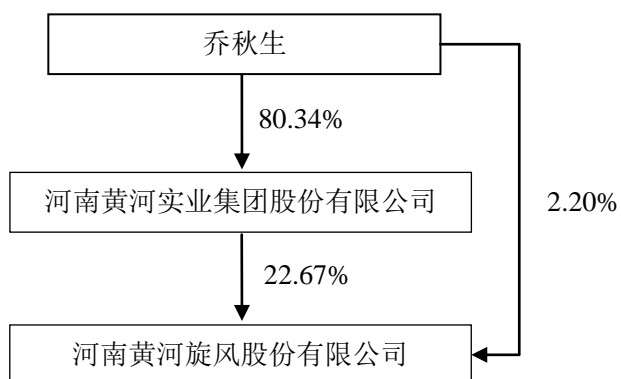 乔秋生
80.34%
河南黄河实业集团股份有限公司
2.20%
22.67%
河南黄河旋风股份有限公司